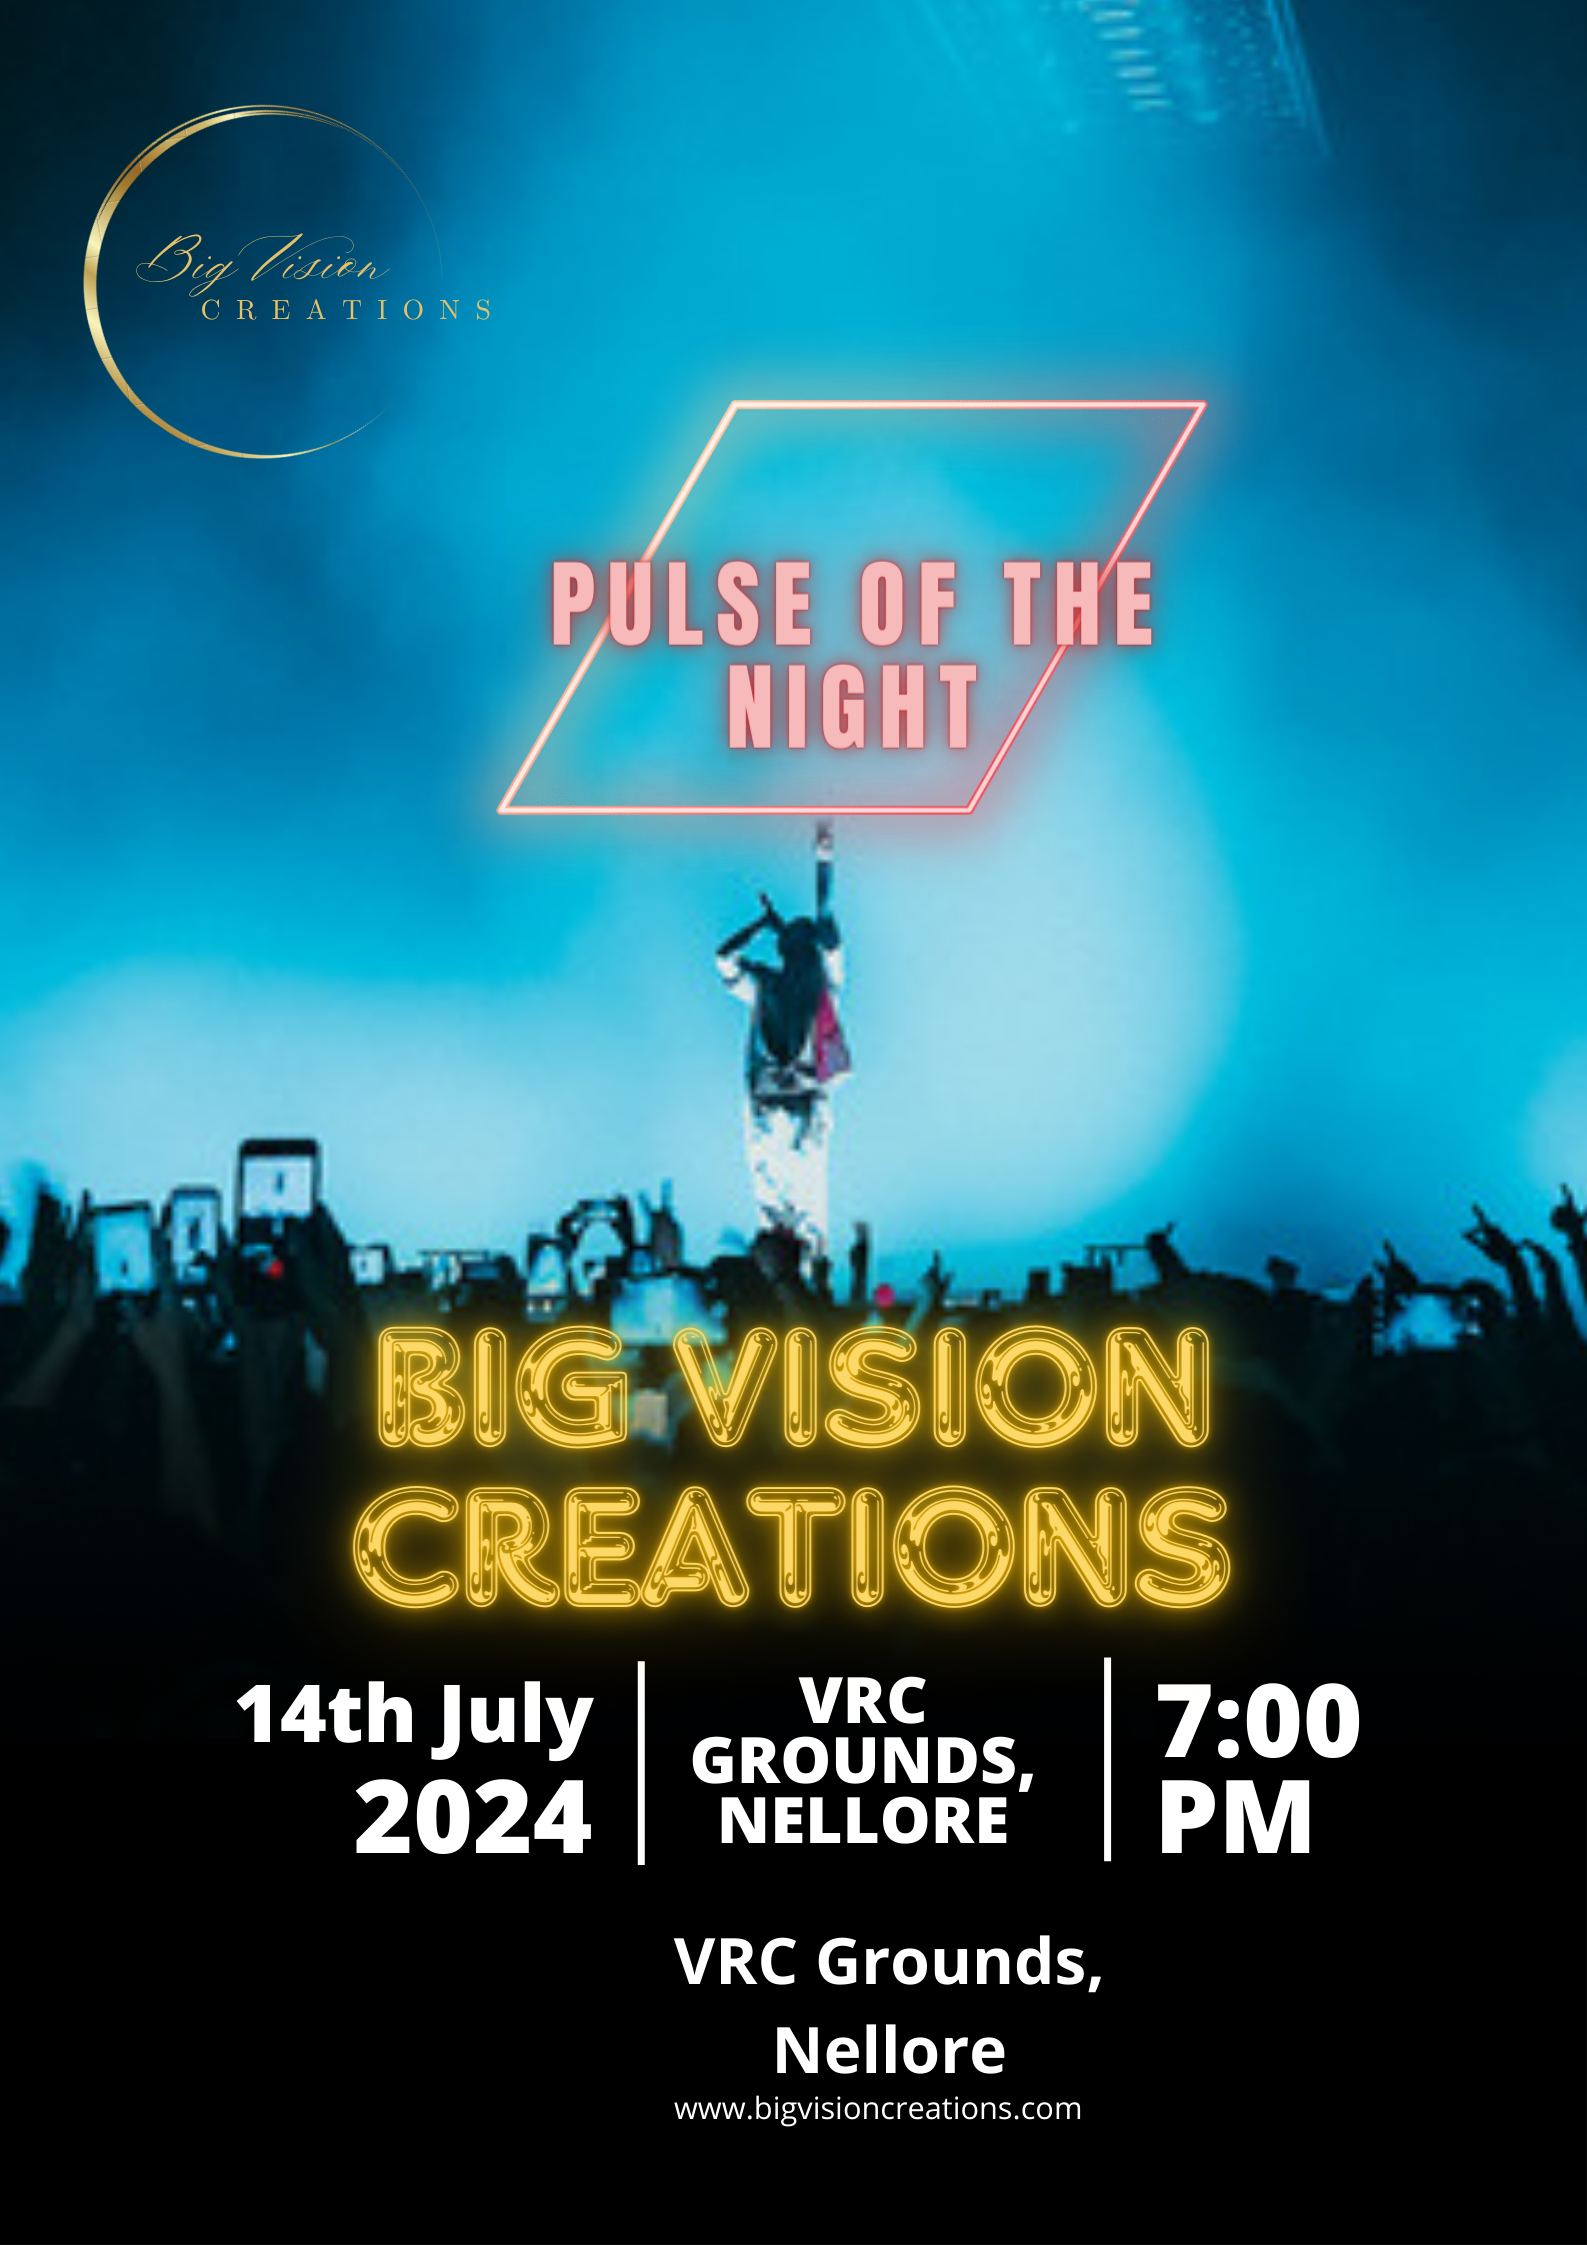 Big Vision
CREATIONS
PULSE OF THE
NIGHT
BIG VISION
CREATIONS
14th July
2024
VRC
GROUNDS,
NELLORE
7:00
PM
VRC Grounds,
Nellore
www.bigvisioncreations.com